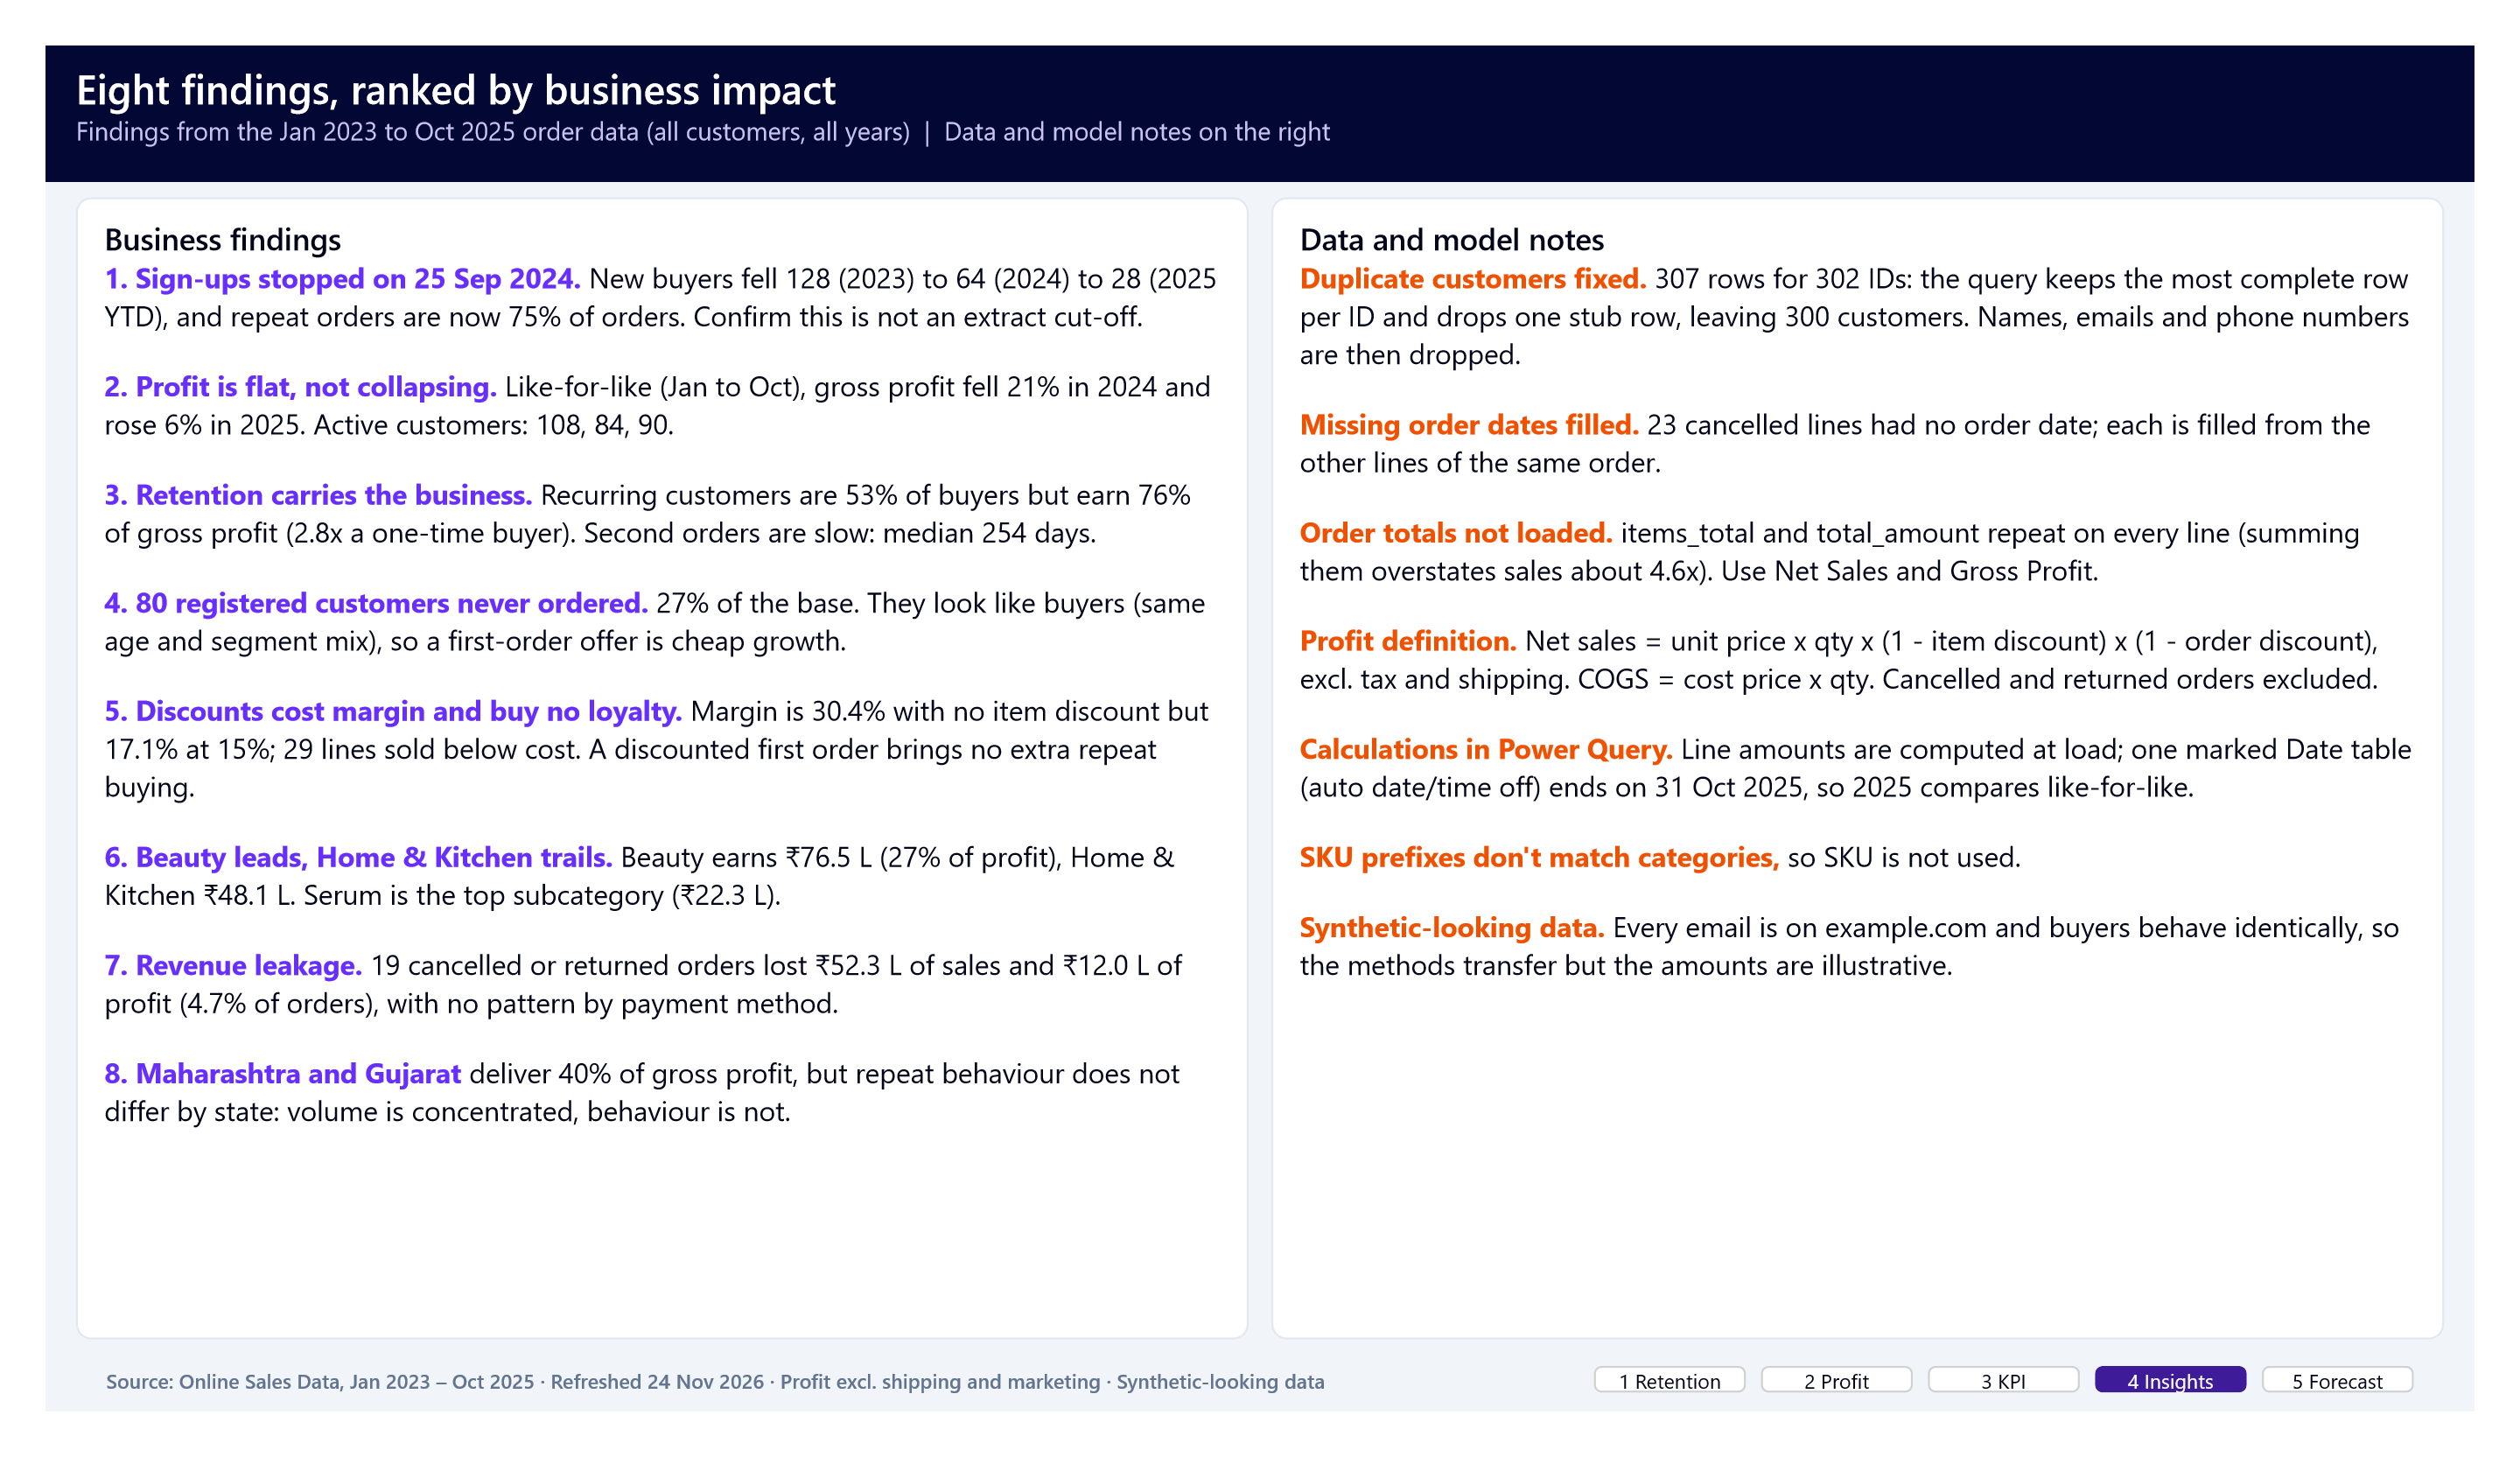 Eight findings, ranked by business impact
Findings from the Jan 2023 to Oct 2025 order data (all customers, all years) | Data and model notes on the right
Business findings
1. Sign-ups stopped on 25 Sep 2024. New buyers fell 128 (2023) to 64 (2024) to 28 (2025
YTD), and repeat orders are now 75% of orders. Confirm this is not an extract cut-off.
2. Profit is flat, not collapsing. Like-for-like (Jan to Oct), gross profit fell 21% in 2024 and
rose 6% in 2025. Active customers: 108, 84, 90.
3. Retention carries the business. Recurring customers are 53% of buyers but earn 76%
of gross profit (2.8x a one-time buyer). Second orders are slow: median 254 days.
4. 80 registered customers never ordered. 27% of the base. They look like buyers (same
age and segment mix), so a first-order offer is cheap growth.
5. Discounts cost margin and buy no loyalty. Margin is 30.4% with no item discount but
17.1% at 15%; 29 lines sold below cost. A discounted first order brings no extra repeat
buying.
6. Beauty leads, Home & Kitchen trails. Beauty earns ₹76.5 L (27% of profit), Home &
Kitchen ₹48.1 L. Serum is the top subcategory (₹22.3 L).
7. Revenue leakage. 19 cancelled or returned orders lost ₹52.3 L of sales and ₹12.0 L of
profit (4.7% of orders), with no pattern by payment method.
8. Maharashtra and Gujarat deliver 40% of gross profit, but repeat behaviour does not
differ by state: volume is concentrated, behaviour is not.
Data and model notes
Duplicate customers fixed. 307 rows for 302 IDs: the query keeps the most complete row
per ID and drops one stub row, leaving 300 customers. Names, emails and phone numbers
are then dropped.
Missing order dates filled. 23 cancelled lines had no order date; each is filled from the
other lines of the same order.
Order totals not loaded. items_total and total_amount repeat on every line (summing
them overstates sales about 4.6x). Use Net Sales and Gross Profit.
Profit definition. Net sales = unit price x qty x (1 - item discount) x (1 - order discount),
excl. tax and shipping. COGS = cost price x qty. Cancelled and returned orders excluded.
Calculations in Power Query. Line amounts are computed at load; one marked Date table
(auto date/time off) ends on 31 Oct 2025, so 2025 compares like-for-like.
SKU prefixes don't match categories, so SKU is not used.
Synthetic-looking data. Every email is on example.com and buyers behave identically, so
the methods transfer but the amounts are illustrative.
Source: Online Sales Data, Jan 2023 – Oct 2025 · Refreshed 24 Nov 2026 · Profit excl. shipping and marketing · Synthetic-looking data
1 Retention
2 Profit
3 KPI
4 Insights
5 Forecast